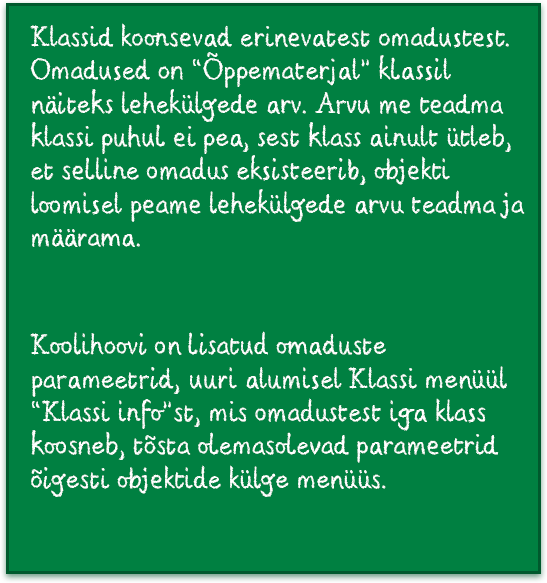 Klassid koonsevad erinevatest omadustest.
Omadused on "Õppematerjal" klassil
näiteks lehekülgede arv. Arvu me teadma
klassi puhul ei pea, sest klass ainult ütleb,
et selline omadus eksisteerib, objekti
loomisel peame lehekülgede arvu teadma ja
määrama.
Koolihoovi on lisatud omaduste
parameetrid, uuri alumisel Klassi menüül
"Klassi info"st, mis omadustest iga klass
koosneb, tõsta olemasolevad parameetrid
õigesti objektide külge menüüs.